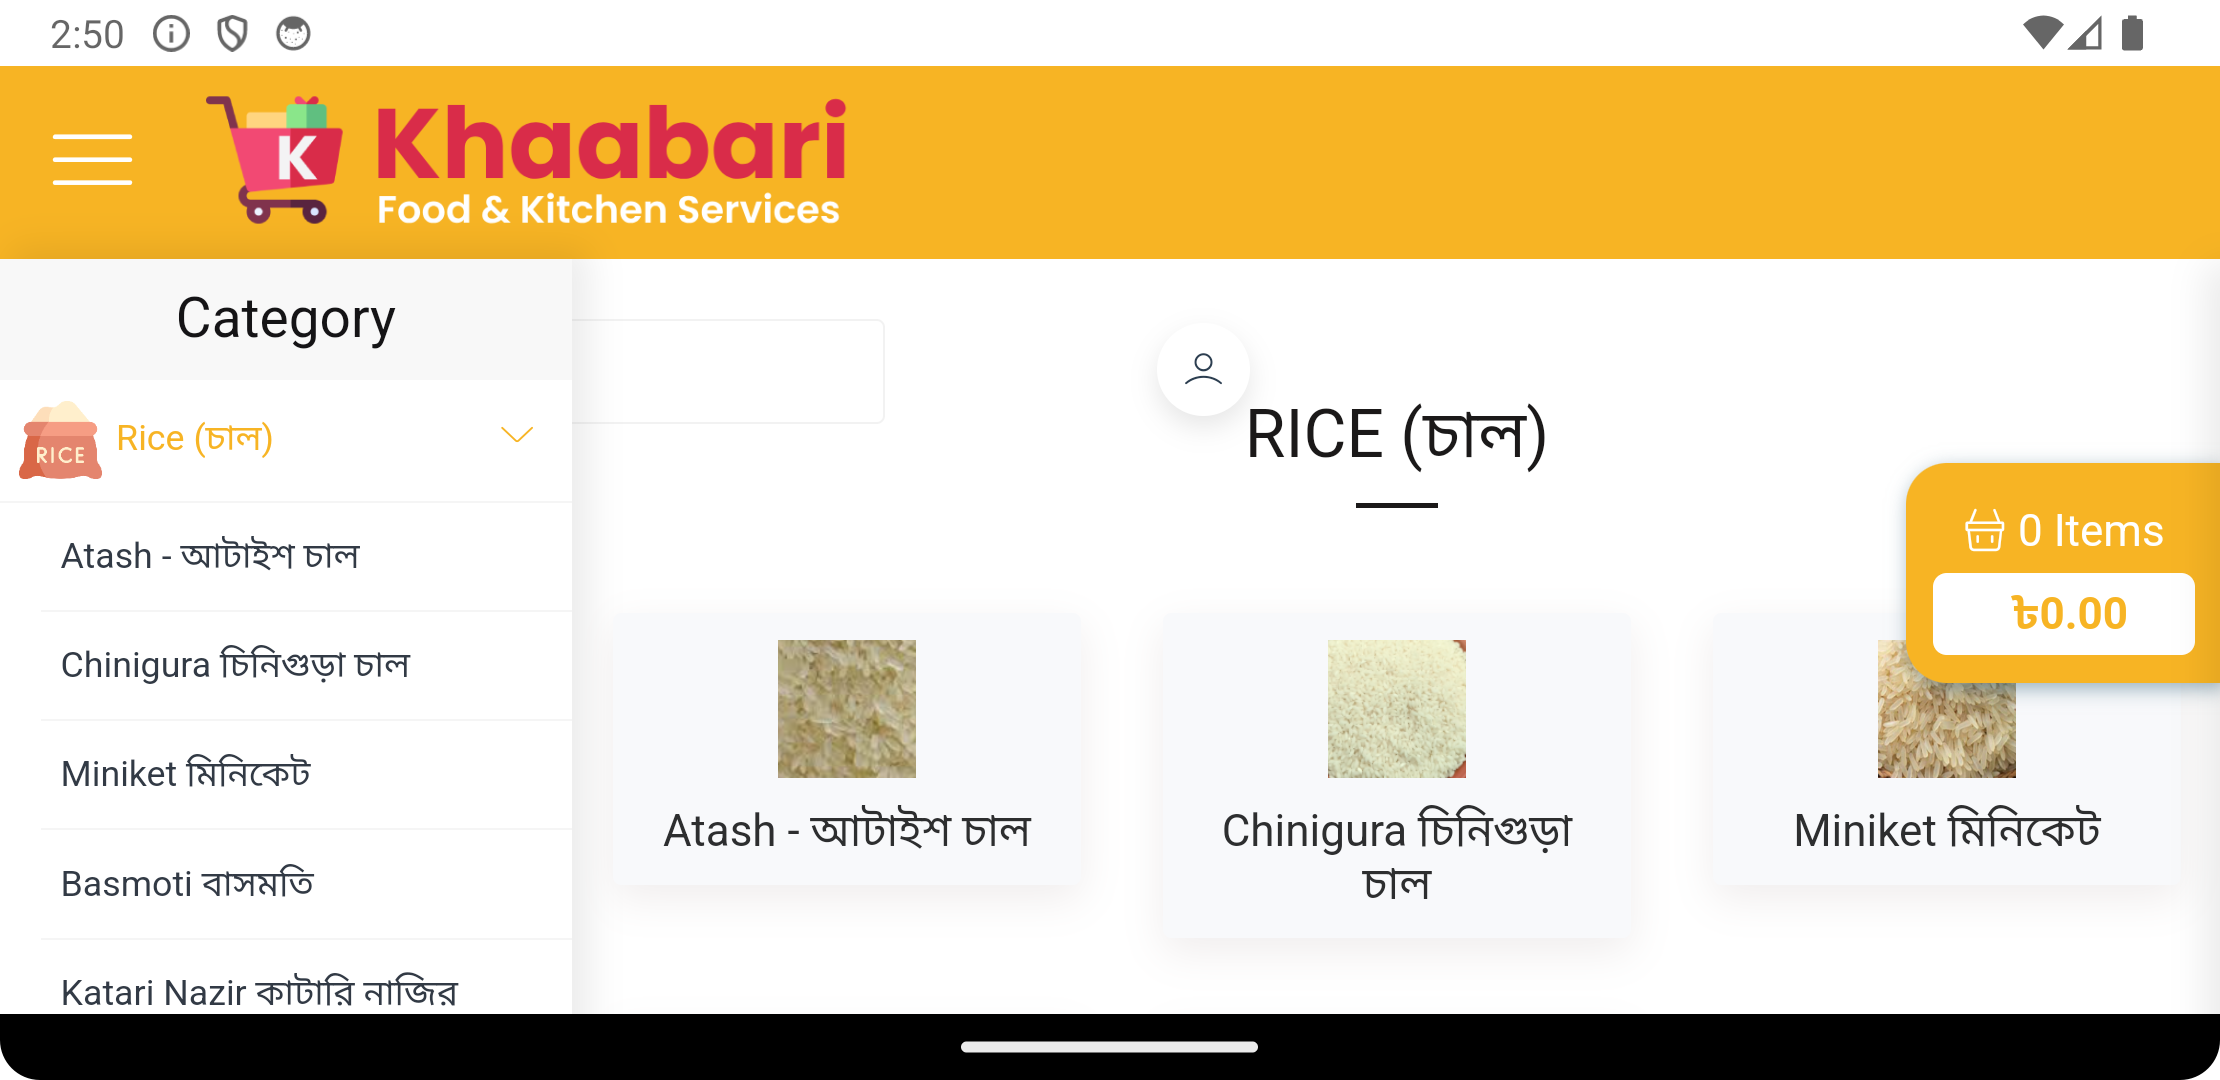 2:50
K
Khaabari
Food & Kitchen Services
Category
RICE
Rice (চাল)
Atash - আটাইশ চাল
Chinigura চিনিগুড়া চাল
Miniket মিনিকেট
Basmoti বাসমতি
Katari Nazir কাটারি নাজির
RICE (চাল)
0 Items
৳0.00
Atash - আটাইশ চাল
Chinigura চিনিগুড়া
চাল
Miniket মিনিকেট